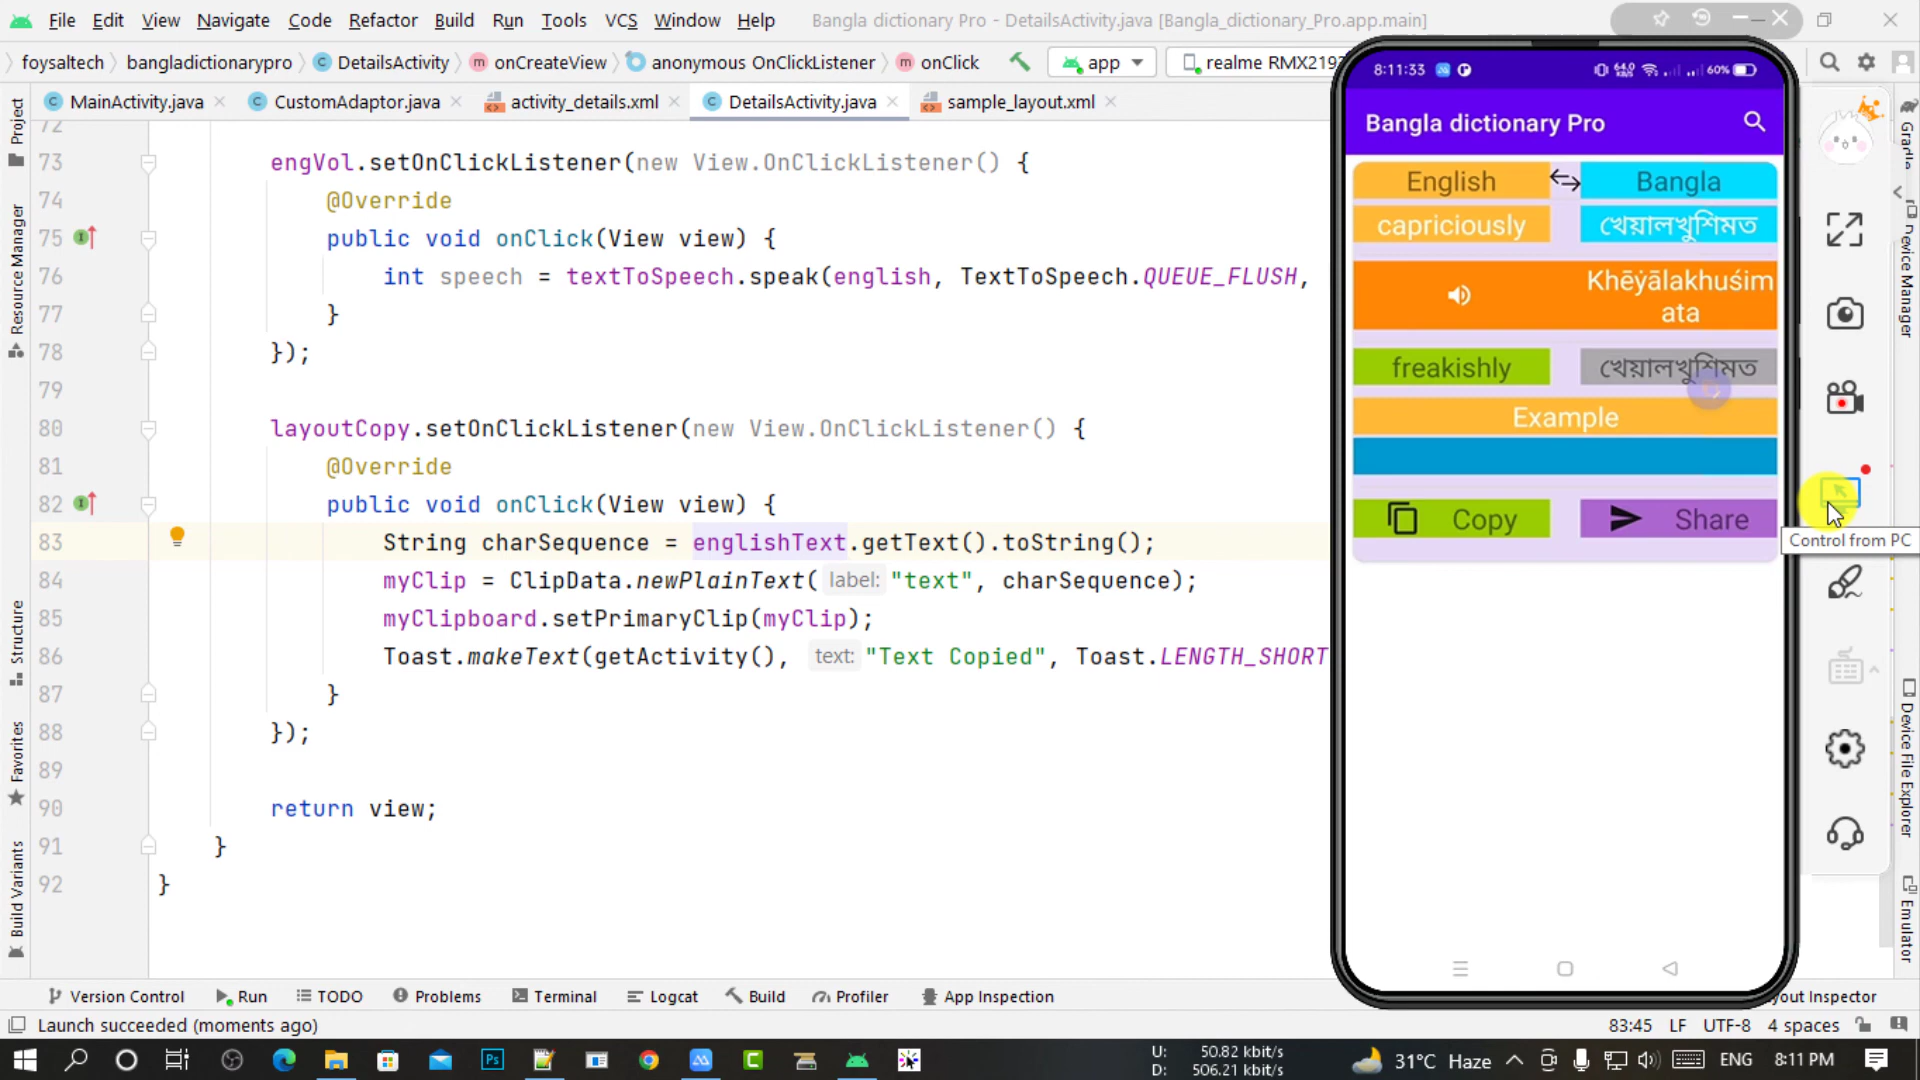 File Edit View Navigate Code Refactor Build Run Tools VCS Window Help Bangla dictionary Pro - DetailsActivity.java [Bangla_dictionary_Pro.app.main]
foysaltech bangladictionarypro DetailsActivity onCreateView anonymous OnClickListener onClick app realme RMX2193
MainActivity.java CustomAdaptor.java activity_details.xml DetailsActivity.java sample_layout.xml
72
73 engVol.setOnClickListener(new View.OnClickListener() {
74 @Override
75 public void onClick(View view) {
76 int speech = textToSpeech.speak(english, TextToSpeech.QUEUE_FLUSH,
77 }
78 });
79
80 layoutCopy.setOnClickListener(new View.OnClickListener() {
81 @Override
82 public void onClick(View view) {
83 String charSequence = englishText.getText().toString();
84 myClip = ClipData.newPlainText( label: "text", charSequence);
85 myClipboard.setPrimaryClip(myClip);
86 Toast.makeText(getActivity(), text: "Text Copied", Toast.LENGTH_SHORT
87 }
88 });
89
90 return view;
91 }
92 }
Project
Resource Manager
Structure
Favorites
Build Variants
8:11:33 64.0 60%
Bangla dictionary Pro
English Bangla
capriciously খেয়ালখুশিমত
Khēẏālakhuśim
ata
freakishly খেয়ালখুশিমত
Example
Copy Share
Control from PC
Gradle
Device Manager
Device File Explorer
Emulator
Version Control Run TODO Problems Terminal Logcat Build Profiler App Inspection yout Inspector
Launch succeeded (moments ago) 83:45 LF UTF-8 4 spaces
U: 50.82 kbit/s
D: 506.21 kbit/s
31°C Haze ENG 8:11 PM